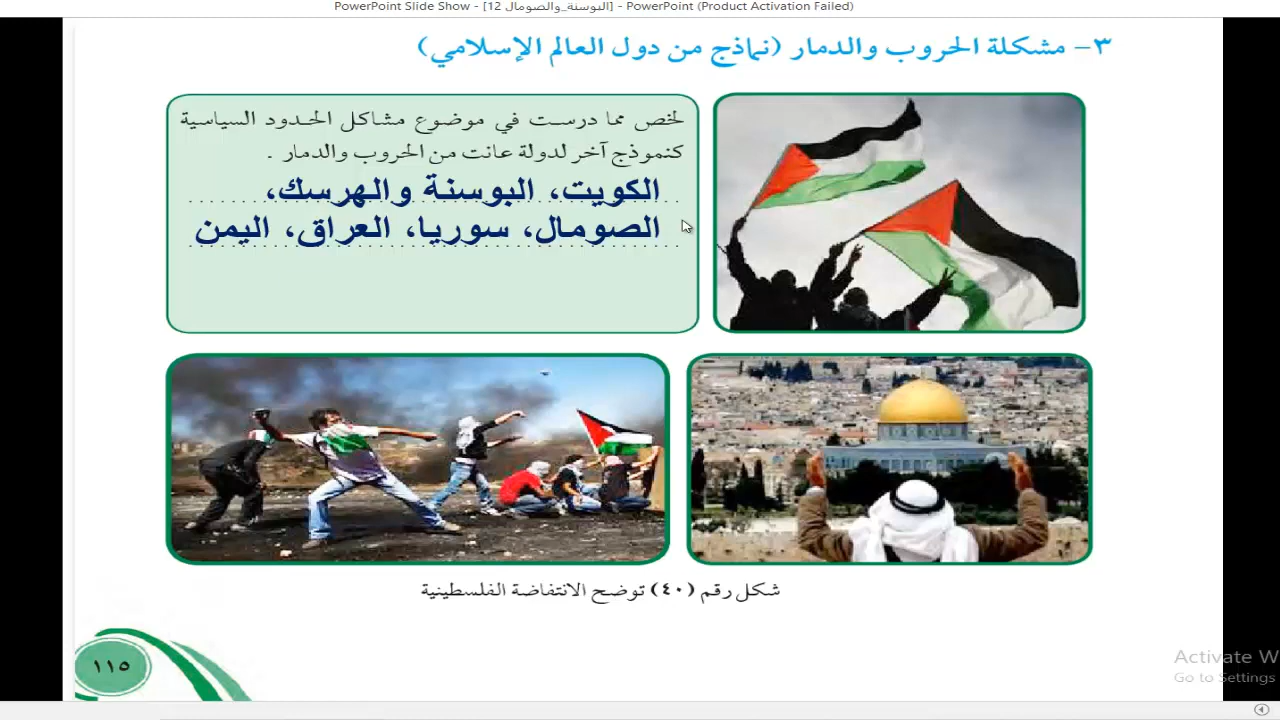 PowerPoint Slide Show - [البوسنة_والصومال 12] - PowerPoint (Product Activation Failed)
٣- مشكلة الحروب والدمار (نماذج من دول العالم الإسلامي)
لخص مما درست في موضوع مشاكل الحدود السياسية
كنموذج آخر لدولة عانت من الحروب والدمار .
الكويت، البوسنة والهرسك،
الصومال، سوريا، العراق، اليمن
شكل رقم (٤٠) توضح الانتفاضة الفلسطينية
١١٥
Activate W
Go to Settings